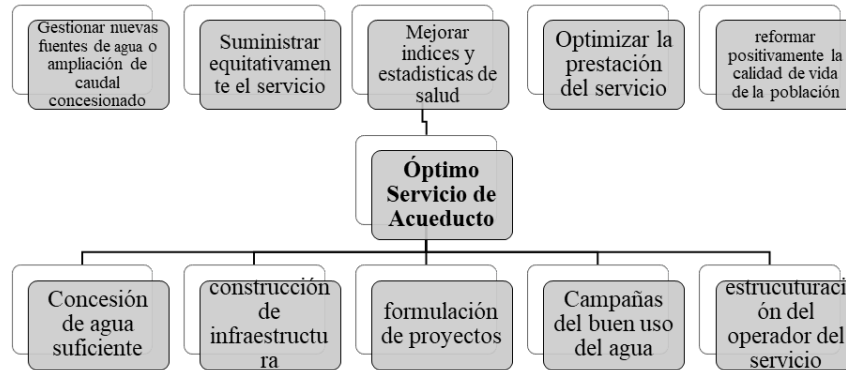 Gestionar nuevas
fuentes de agua o
ampliación de
caudal
concesionado
Suministrar
equitativamen
te el servicio
Mejorar
indices y
estadisticas de
salud
Optimizar la
prestación
del servicio
reformar
positivamente la
calidad de vida
de la población
Óptimo
Servicio de
Acueducto
Concesión
de agua
suficiente
construcción
de
infraestructu
ra
formulación
de proyectos
Campañas
del buen uso
del agua
estrucuturaci
ón del
operador del
servicio